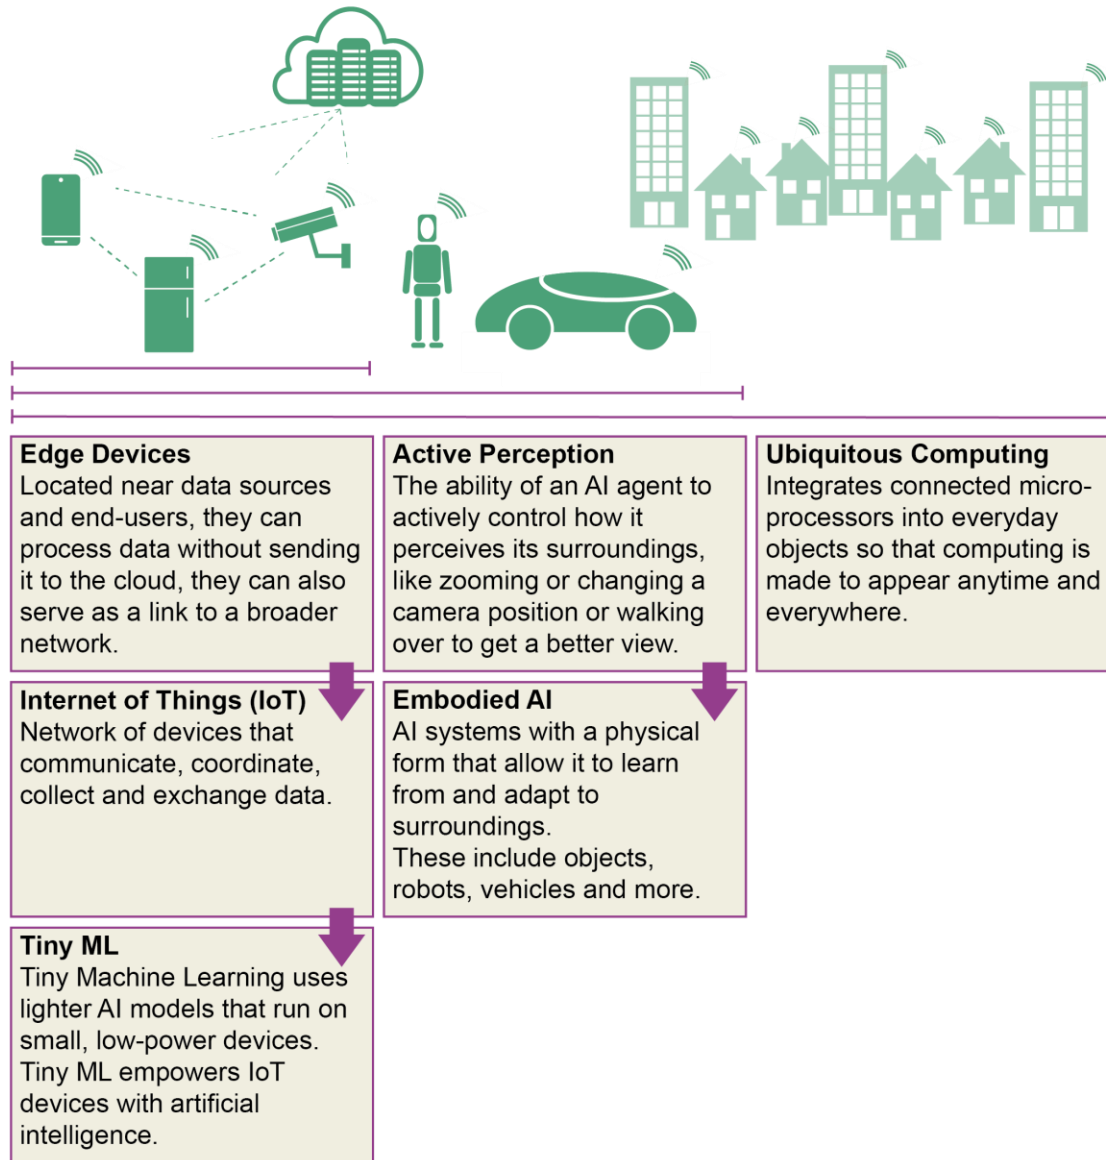 Edge Devices
Located near data sources
and end-users, they can
process data without sending
it to the cloud, they can also
serve as a link to a broader
network.
Active Perception
The ability of an AI agent to
actively control how it
perceives its surroundings,
like zooming or changing a
camera position or walking
over to get a better view.
Ubiquitous Computing
Integrates connected micro-
processors into everyday
objects so that computing is
made to appear anytime and
everywhere.
Internet of Things (IoT)
Network of devices that
communicate, coordinate,
collect and exchange data.
Embodied AI
AI systems with a physical
form that allow it to learn
from and adapt to
surroundings.
These include objects,
robots, vehicles and more.
Tiny ML
Tiny Machine Learning uses
lighter AI models that run on
small, low-power devices.
Tiny ML empowers IoT
devices with artificial
intelligence.